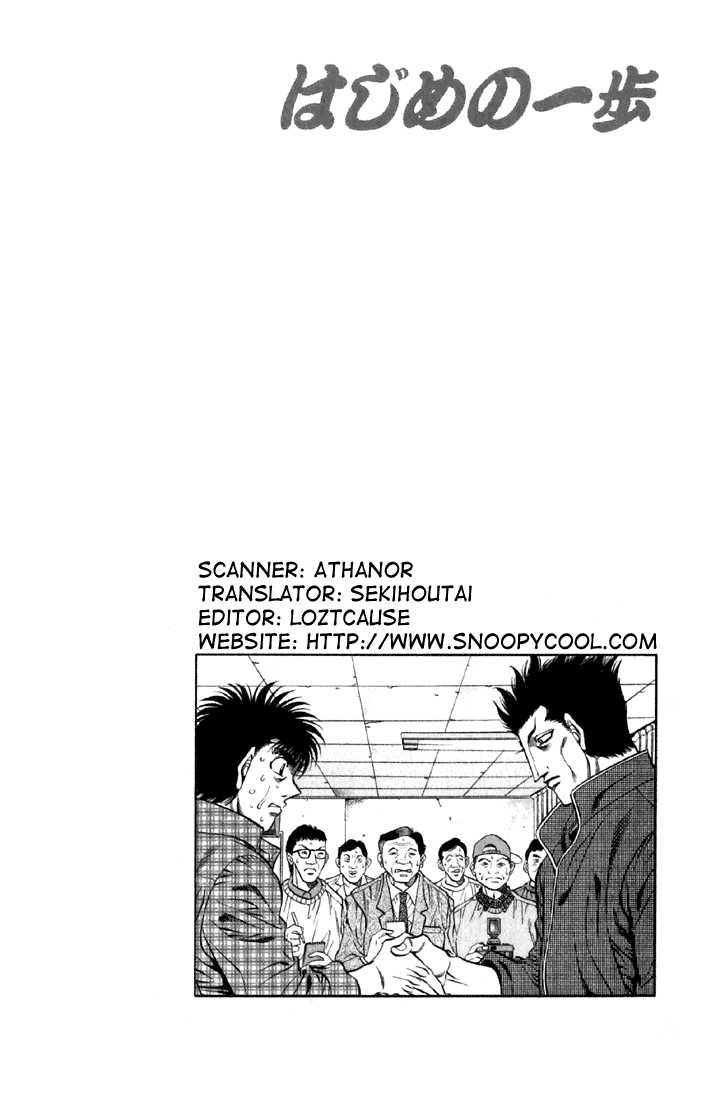 はじめの一歩
SCANNER: ATHANOR
TRANSLATOR: SEKIHOUTAI
EDITOR: LOZTCAUSE
WEBSITE: HTTP://WWW.SNOOPYCOOL.COM